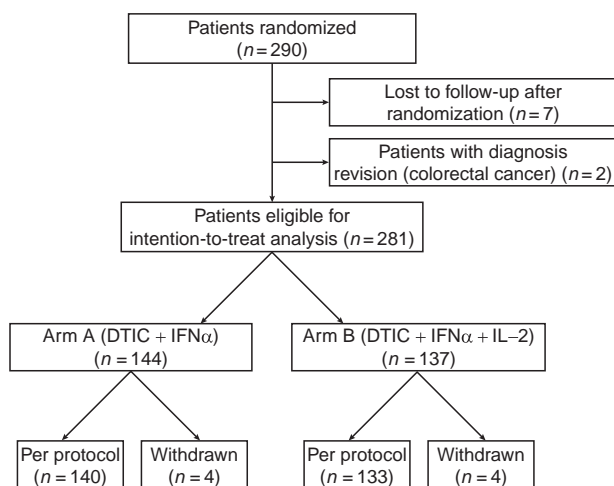 Patients randomized
(n=290)
Lost to follow-up after
randomization (n=7)
Patients with diagnosis
revision (colorectal cancer) (n=2)
Patients eligible for
intention-to-treat analysis (n=281)
Arm A (DTIC + IFNα)
(n=144)
Arm B (DTIC + IFNα + IL–2)
(n=137)
Per protocol
(n=140)
Withdrawn
(n=4)
Per protocol
(n=133)
Withdrawn
(n=4)